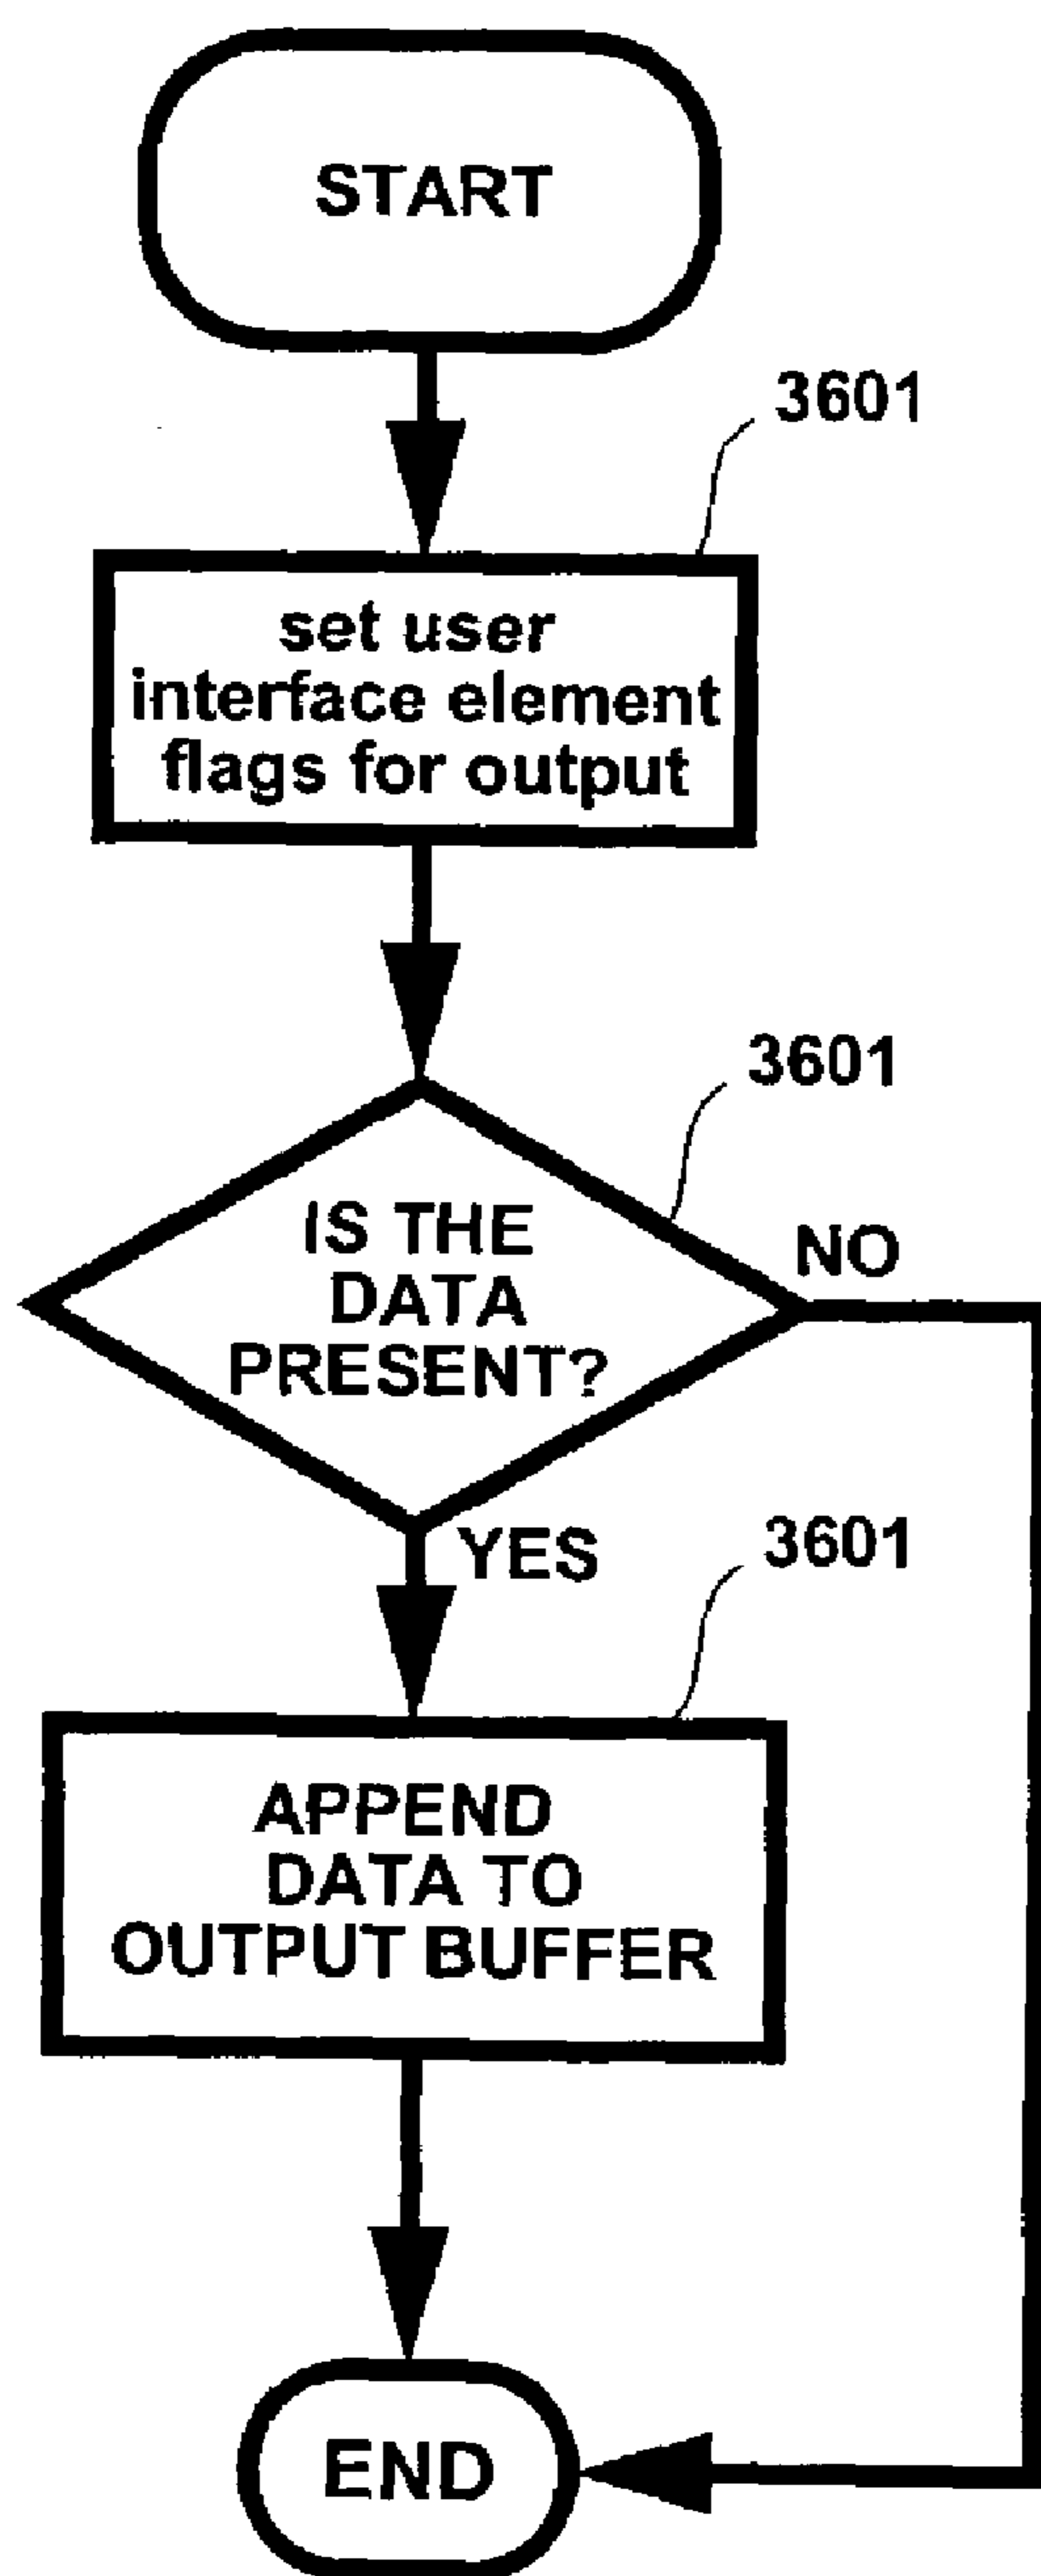 START
3601
set user
interface element
flags for output
3601
IS THE
DATA
PRESENT?
NO
YES
3601
APPEND
DATA TO
OUTPUT BUFFER
END